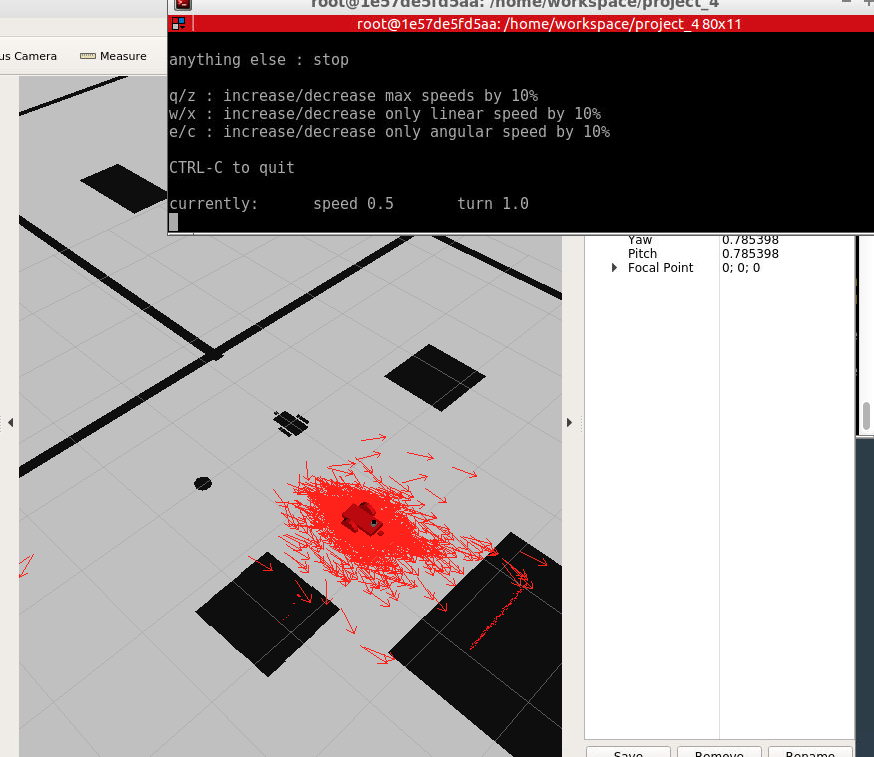 root@1e57de5fd5aa: /home/workspace/project_4
root@1e57de5fd5aa: /home/workspace/project_4 80x11
us Camera
Measure
anything else : stop
q/z : increase/decrease max speeds by 10%
w/x : increase/decrease only linear speed by 10%
e/c : increase/decrease only angular speed by 10%
CTRL-C to quit
currently: speed 0.5 turn 1.0
Yaw 0.785398
Pitch 0.785398
Focal Point 0; 0; 0
Save Remove Rename